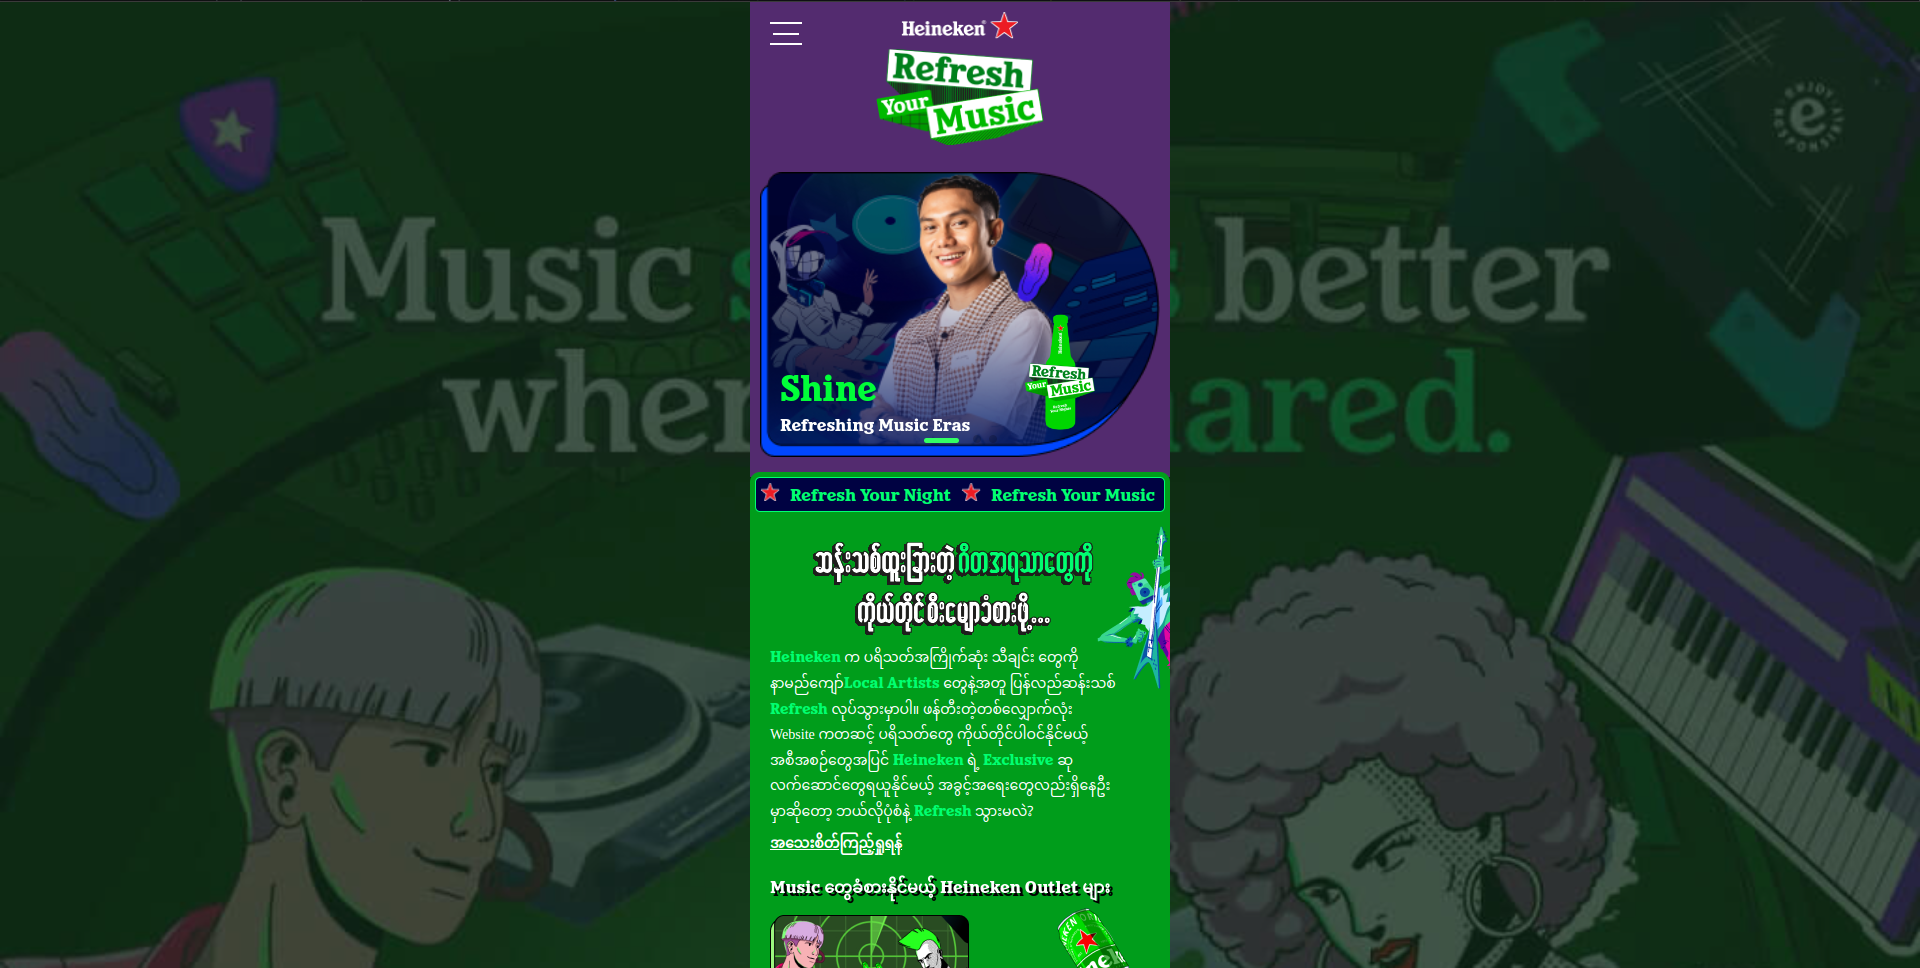 Heineken
Refresh
Your
Music
Music
better
where
shared.
ENJOY
RESPONSIBLY
Shine
Refreshing Music Eras
Refresh
Your
Music
Refresh Your Night
Refresh Your Music
ဆန်းသစ်ထူးခြားတဲ့ ဂီတအရသာတွေကို
ကိုယ်တိုင်စီးမျောခံစားဖို့...
Heineken က ပရိသတ်အကြိုက်ဆုံး သီချင်း တွေကို
နာမည်ကျော်Local Artists တွေနဲ့အတူ ပြန်လည်ဆန်းသစ်
Refresh လုပ်သွားမှာပါ။ ဖန်တီးတဲ့တစ်လျှောက်လုံး
Website ကတဆင့် ပရိသတ်တွေ ကိုယ်တိုင်ပါဝင်နိုင်မယ့်
အစီအစဉ်တွေအပြင် Heineken ရဲ့ Exclusive ဆု
လက်ဆောင်တွေရယူနိုင်မယ့် အခွင့်အရေးတွေလည်းရှိနေဦး
မှာဆိုတော့ ဘယ်လိုပုံစံနဲ့ Refresh သွားမလဲ?
အသေးစိတ်ကြည့်ရှုရန်
Music တွေခံစားနိုင်မယ့် Heineken Outlet များ